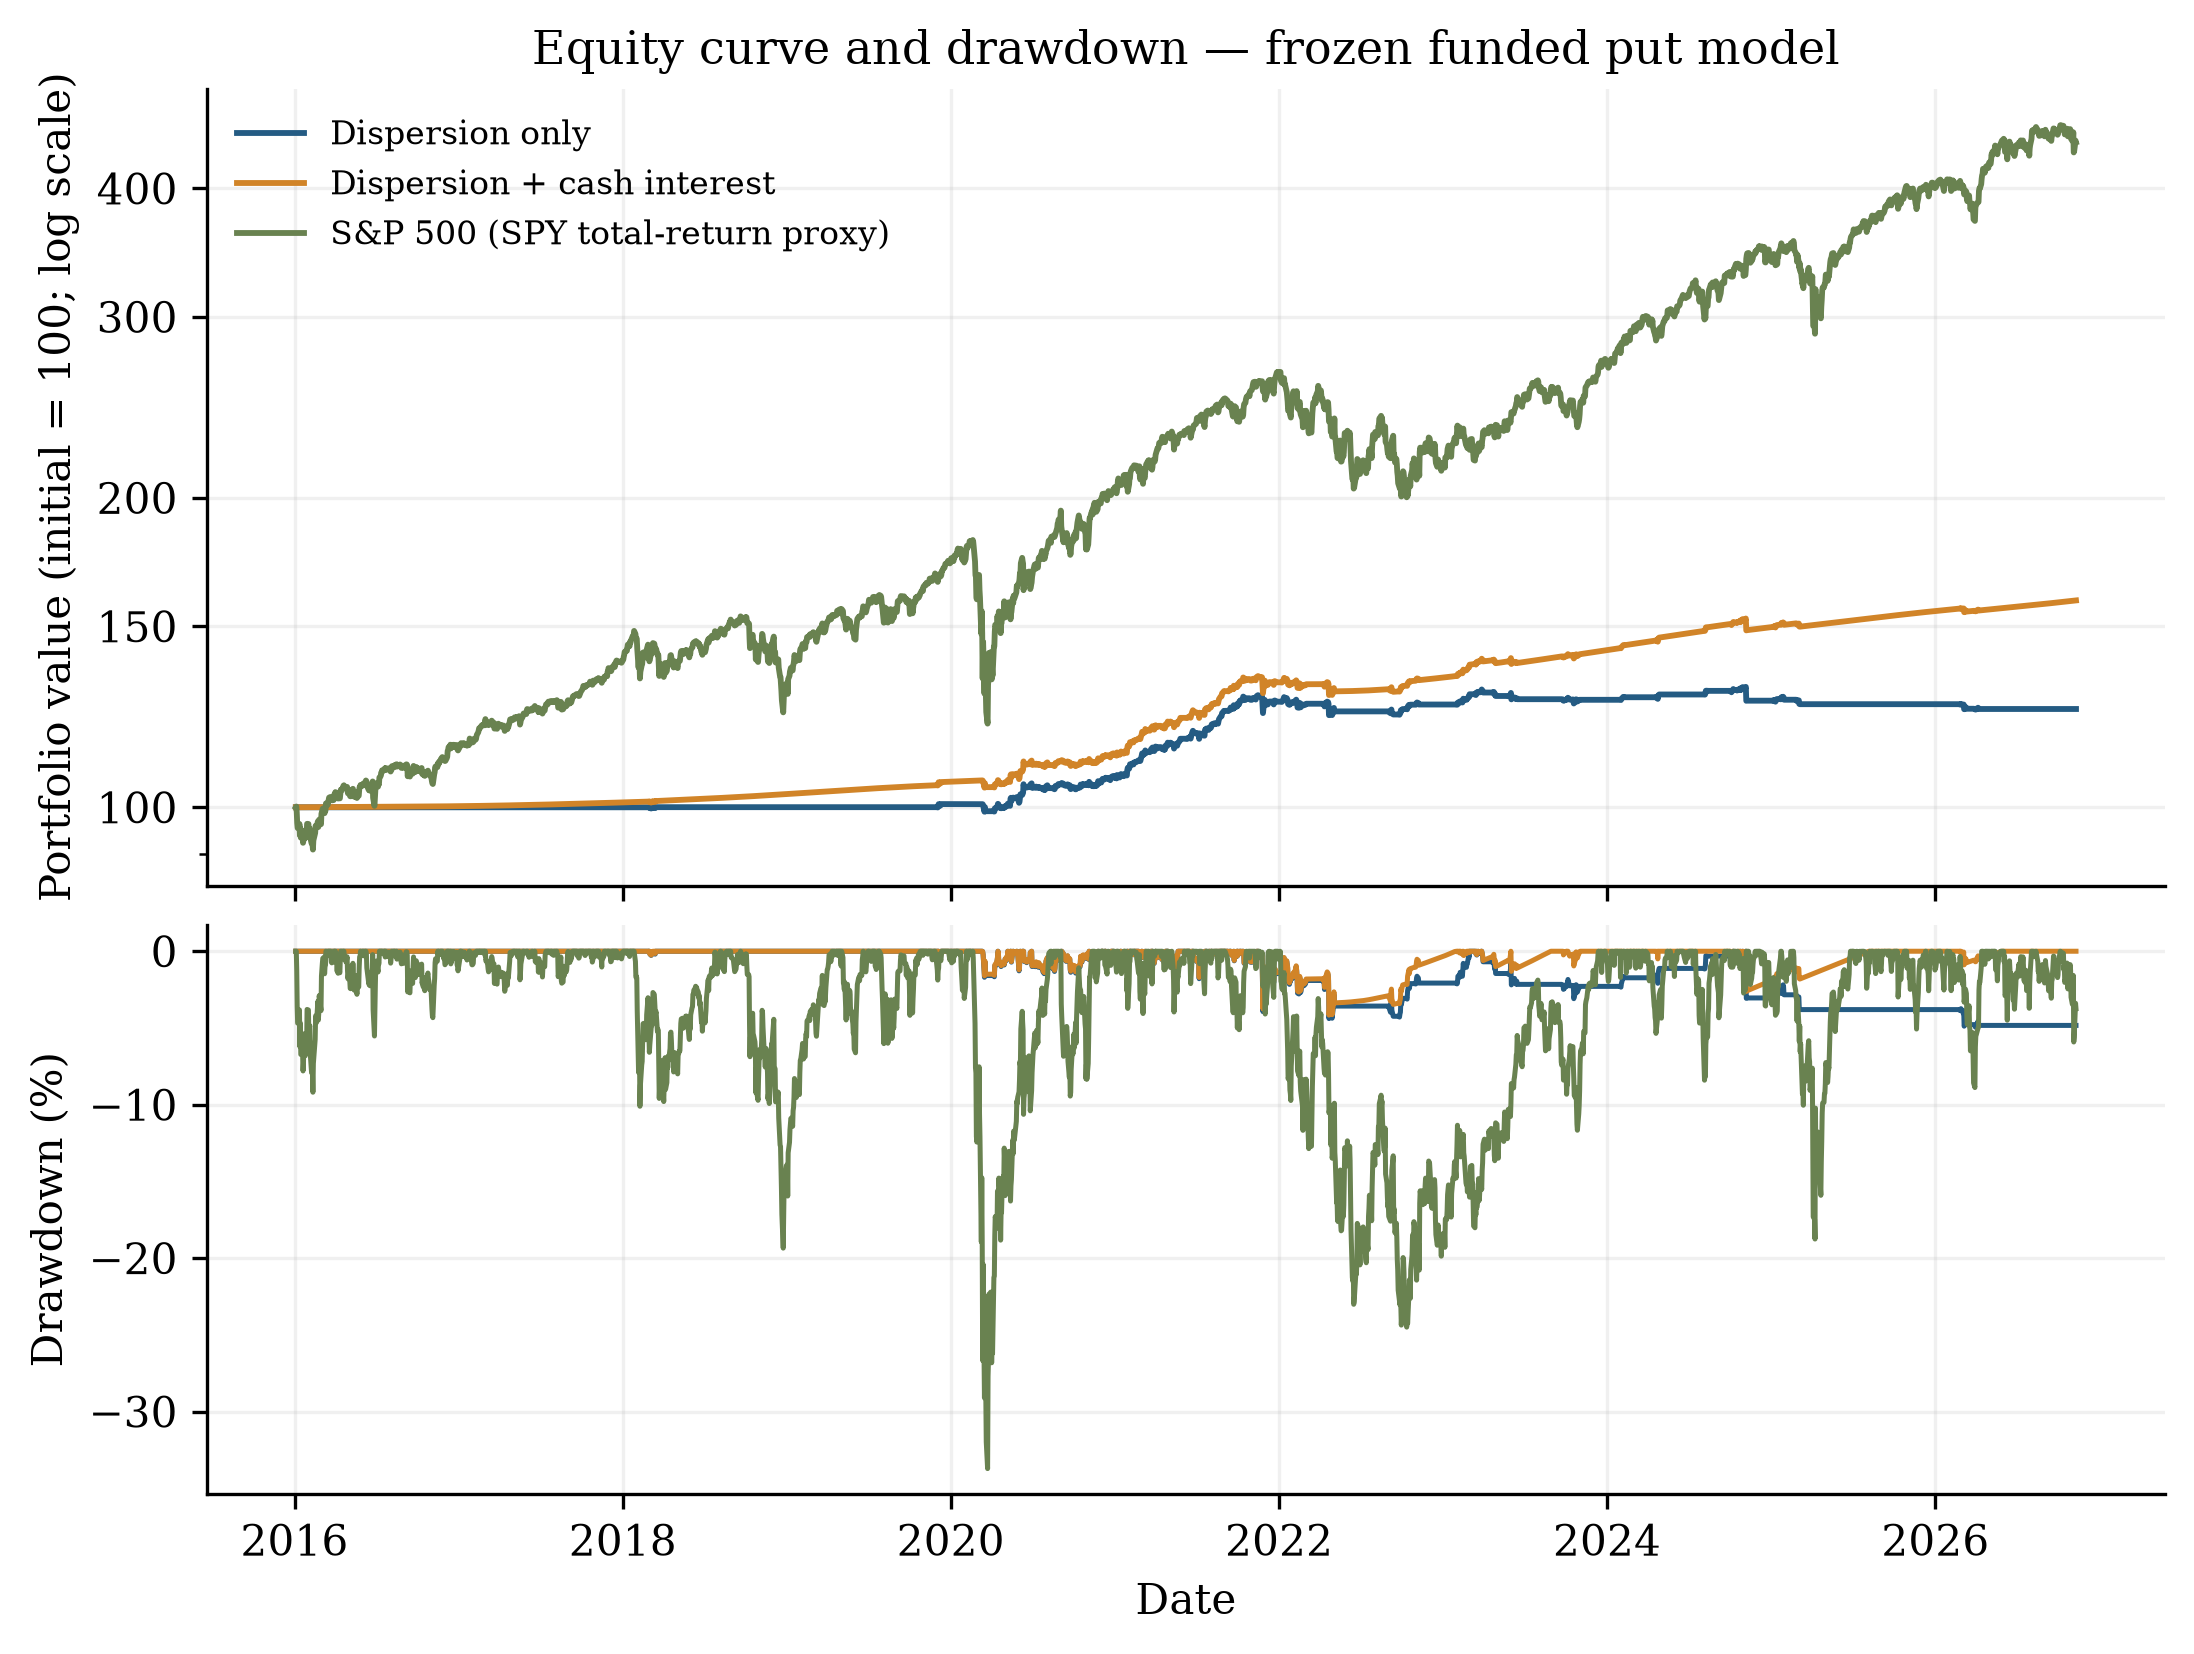 Equity curve and drawdown — frozen funded put model
Portfolio value (initial = 100; log scale)
Dispersion only
Dispersion + cash interest
S&P 500 (SPY total-return proxy)
400
300
200
150
100
Drawdown (%)
0
−10
−20
−30
2016 2018 2020 2022 2024 2026
Date